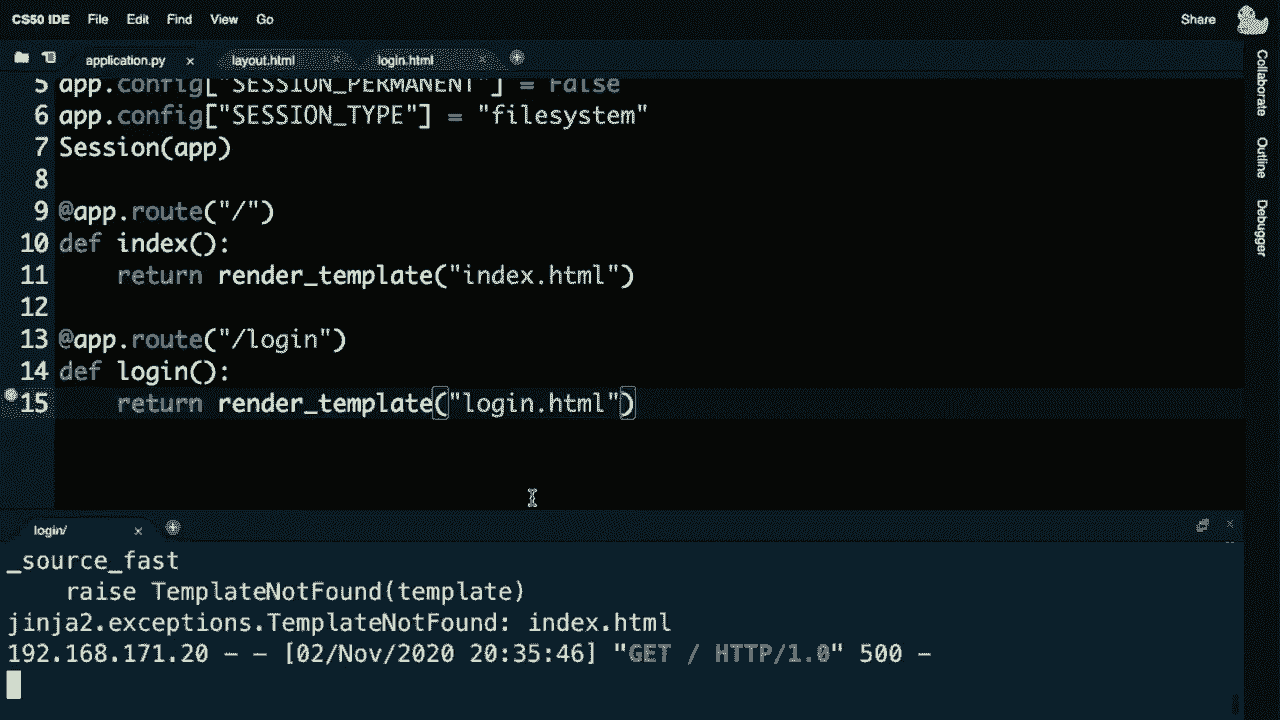 CS50 IDE File Edit Find View Go Share
application.py × layout.html × login.html ×
5 app.config["SESSION_PERMANENT"] = False
6 app.config["SESSION_TYPE"] = "filesystem"
7 Session(app)
8
9 @app.route("/")
10 def index():
11 return render_template("index.html")
12
13 @app.route("/login")
14 def login():
15 return render_template("login.html")
Collaborate
Outline
Debugger
login/ ×
_source_fast
raise TemplateNotFound(template)
jinja2.exceptions.TemplateNotFound: index.html
192.168.171.20 - - [02/Nov/2020 20:35:46] "GET / HTTP/1.0" 500 -